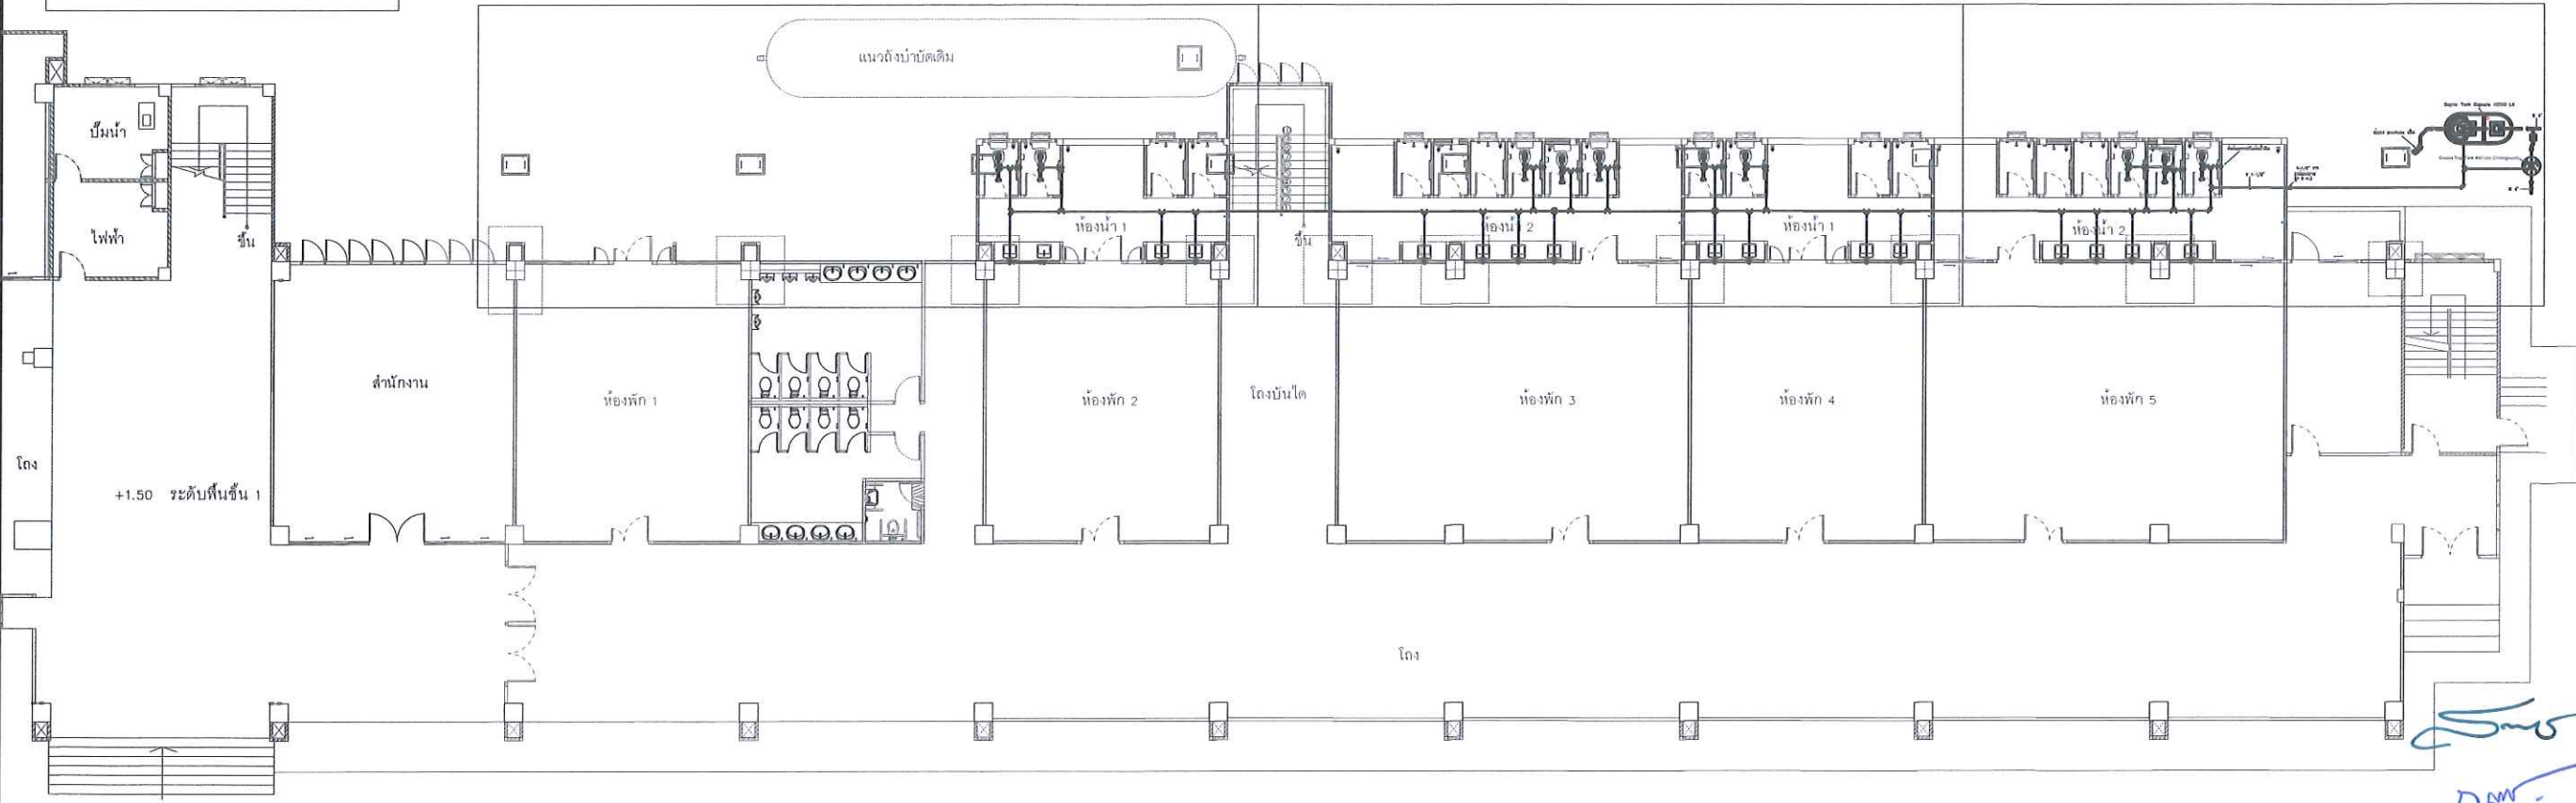 แนวถังบำบัดเดิม
ปั๊มน้ำ
ไฟฟ้า
ขึ้น
ห้องน้ำ 1
ขึ้น
ห้องน้ำ 2
ห้องน้ำ 1
ห้องน้ำ 2
สำนักงาน
ห้องพัก 1
ห้องพัก 2
โถงบันได
ห้องพัก 3
ห้องพัก 4
ห้องพัก 5
โถง
+1.50 ระดับพื้นชั้น 1
โถง